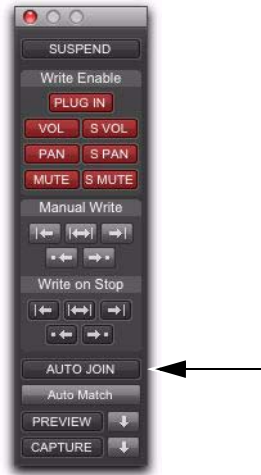 SUSPEND
Write Enable
PLUG IN
VOL S VOL
PAN S PAN
MUTE S MUTE
Manual Write
Write on Stop
AUTO JOIN
Auto Match
PREVIEW
CAPTURE